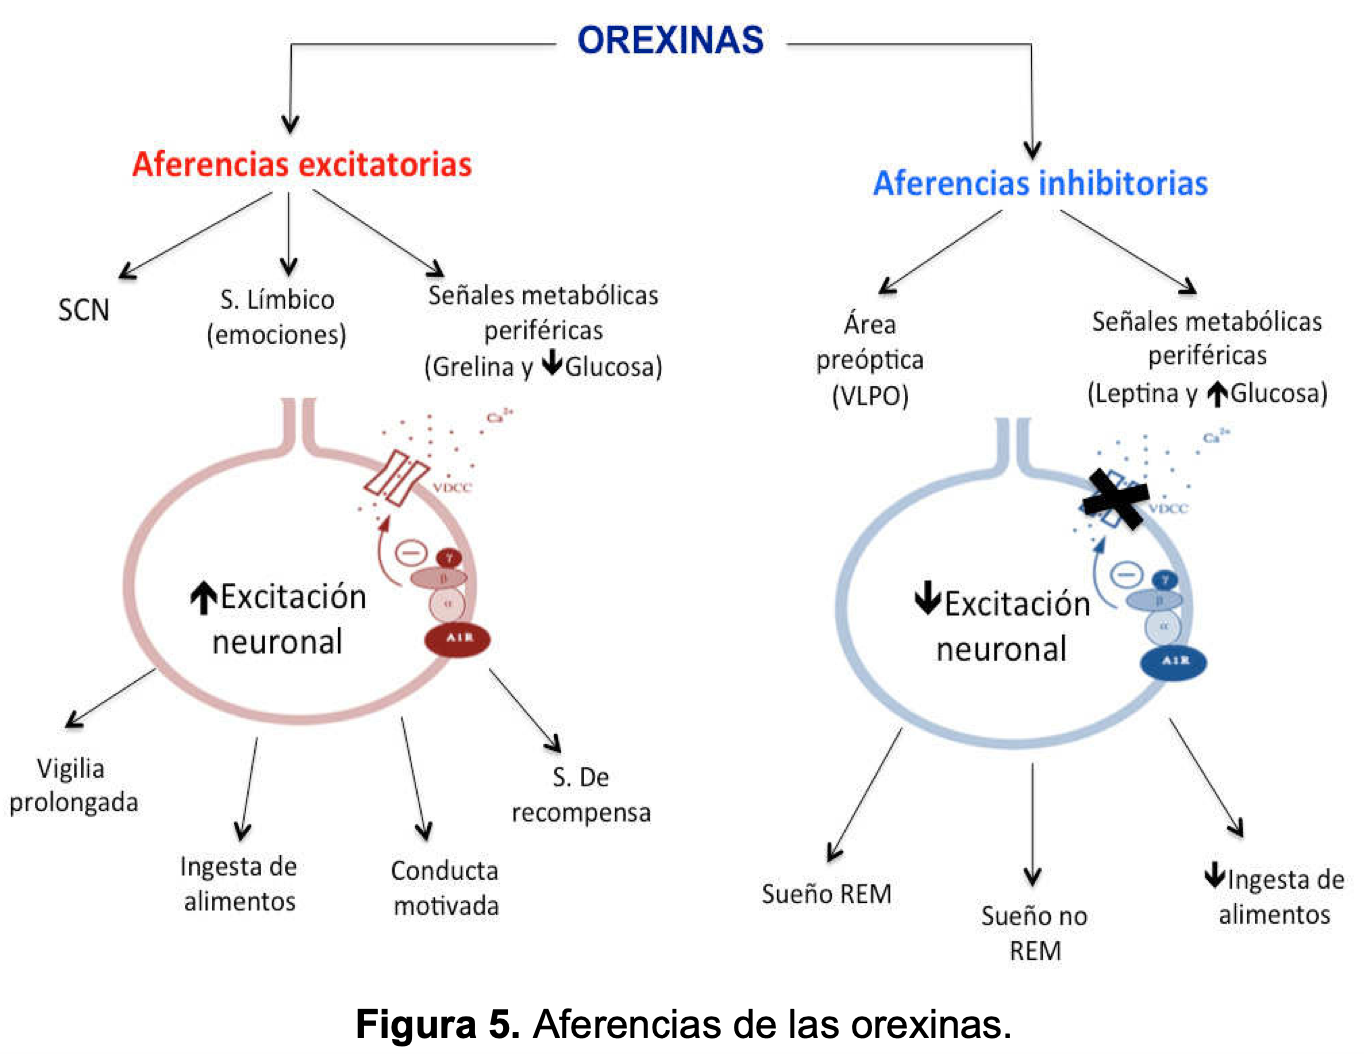 OREXINAS
Aferencias excitatorias
SCN
S. Límbico
(emociones)
Señales metabólicas
periféricas
(Grelina y ↓Glucosa)
Ca²⁺
VDCC
−
γ
β
α
A1R
↑Excitación
neuronal
Vigilia
prolongada
Ingesta de
alimentos
Conducta
motivada
S. De
recompensa
Aferencias inhibitorias
Área
preóptica
(VLPO)
Señales metabólicas
periféricas
(Leptina y ↑Glucosa)
Ca²⁺
VDCC
−
γ
β
α
A1R
↓Excitación
neuronal
Sueño REM
Sueño no
REM
↓Ingesta de
alimentos
Figura 5. Aferencias de las orexinas.